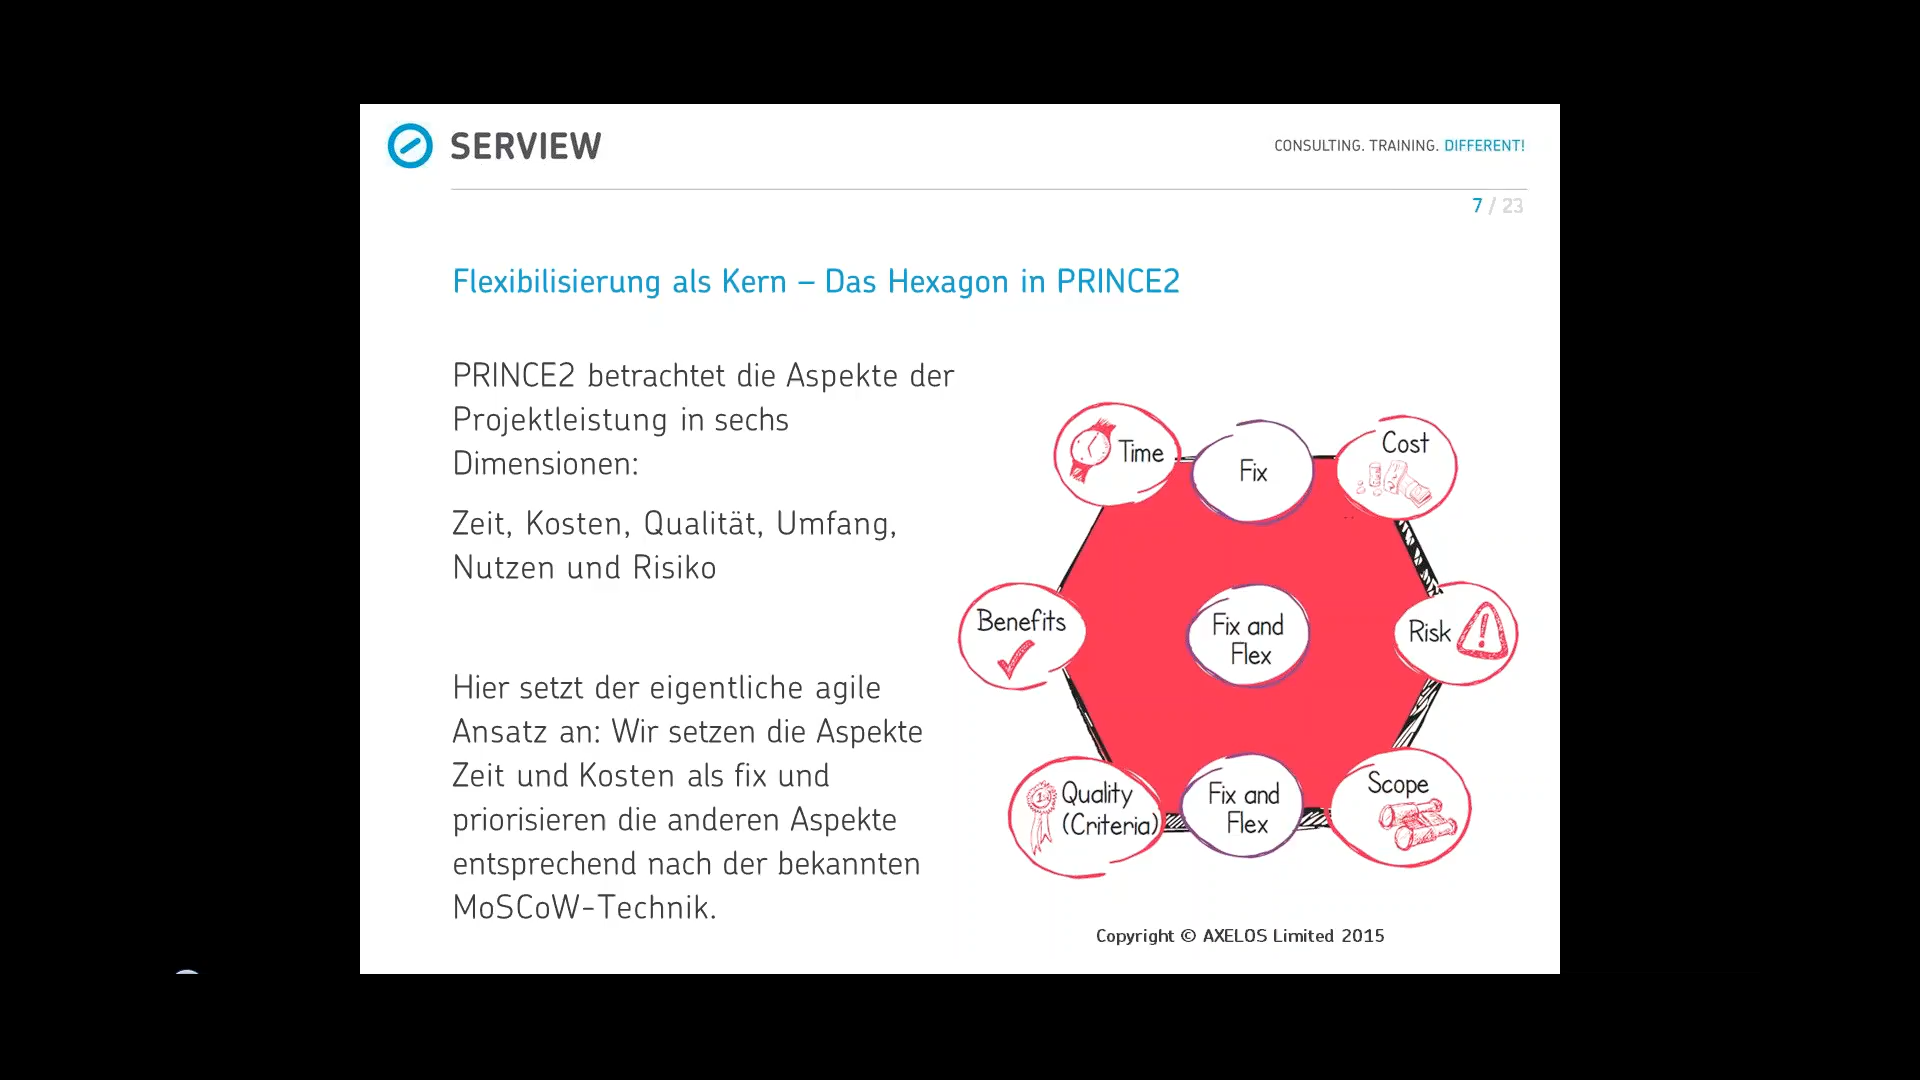 SERVIEW
CONSULTING. TRAINING. DIFFERENT!
7 / 23
Flexibilisierung als Kern – Das Hexagon in PRINCE2
PRINCE2 betrachtet die Aspekte der
Projektleistung in sechs
Dimensionen:
Zeit, Kosten, Qualität, Umfang,
Nutzen und Risiko
Hier setzt der eigentliche agile
Ansatz an: Wir setzen die Aspekte
Zeit und Kosten als fix und
priorisieren die anderen Aspekte
entsprechend nach der bekannten
MoSCoW-Technik.
Time
Fix
Cost
Benefits
Fix and
Flex
Risk
Quality
(Criteria)
Fix and
Flex
Scope
Copyright © AXELOS Limited 2015